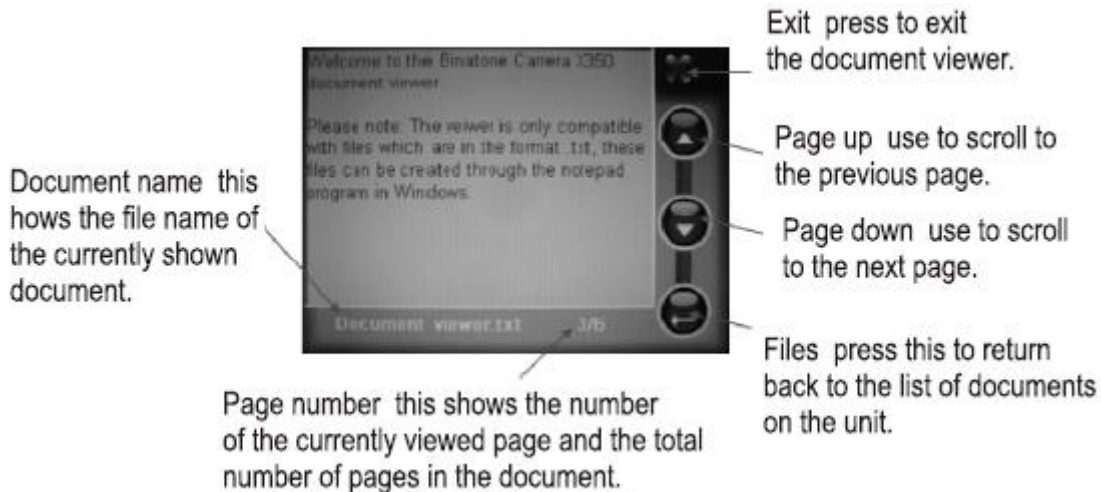 Exit press to exit
the document viewer.
Welcome to the Binatone Carrera X350
document viewer.
Please note: The veiwer is only compatible
with files which are in the format .txt, these
files can be created through the notepad
program in Windows.
Page up use to scroll to
the previous page.
Document name this
hows the file name of
the currently shown
document.
Page down use to scroll
to the next page.
Document viewer.txt 3/6
Files press this to return
back to the list of documents
on the unit.
Page number this shows the number
of the currently viewed page and the total
number of pages in the document.